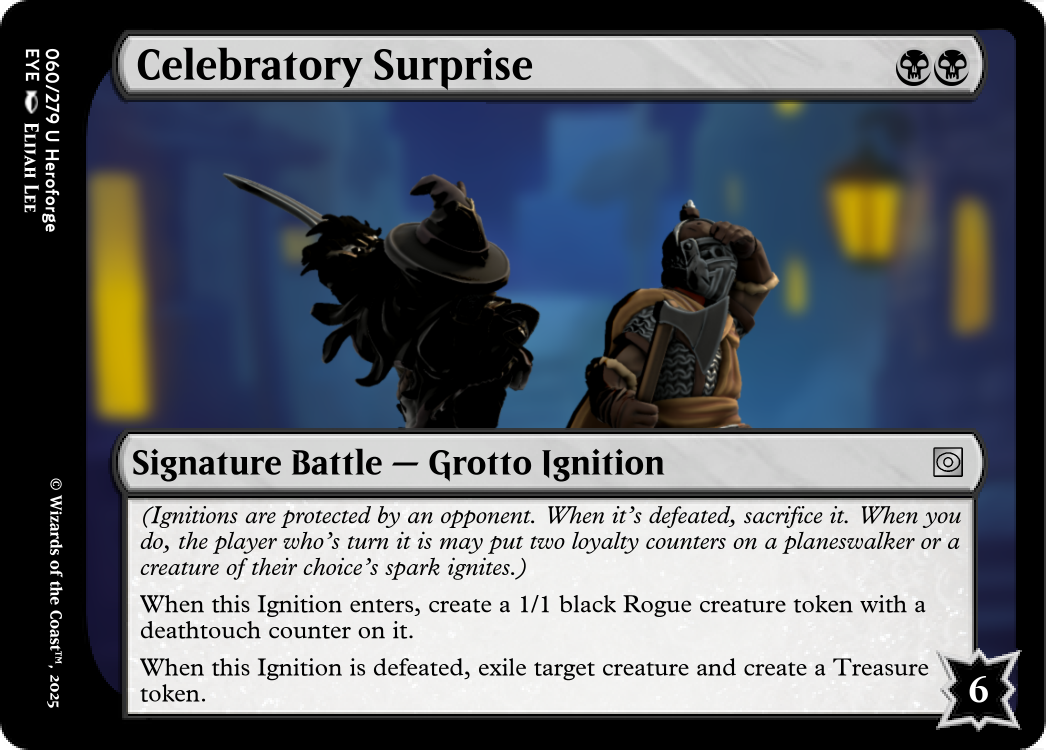 Celebratory Surprise
Signature Battle — Grotto Ignition
(Ignitions are protected by an opponent. When it's defeated, sacrifice it. When you
do, the player who's turn it is may put two loyalty counters on a planeswalker or a
creature of their choice's spark ignites.)
When this Ignition enters, create a 1/1 black Rogue creature token with a
deathtouch counter on it.
When this Ignition is defeated, exile target creature and create a Treasure
token.
6
060/279 U Heroforge
EYE Elijah Lee
© Wizards of the Coast™, 2025